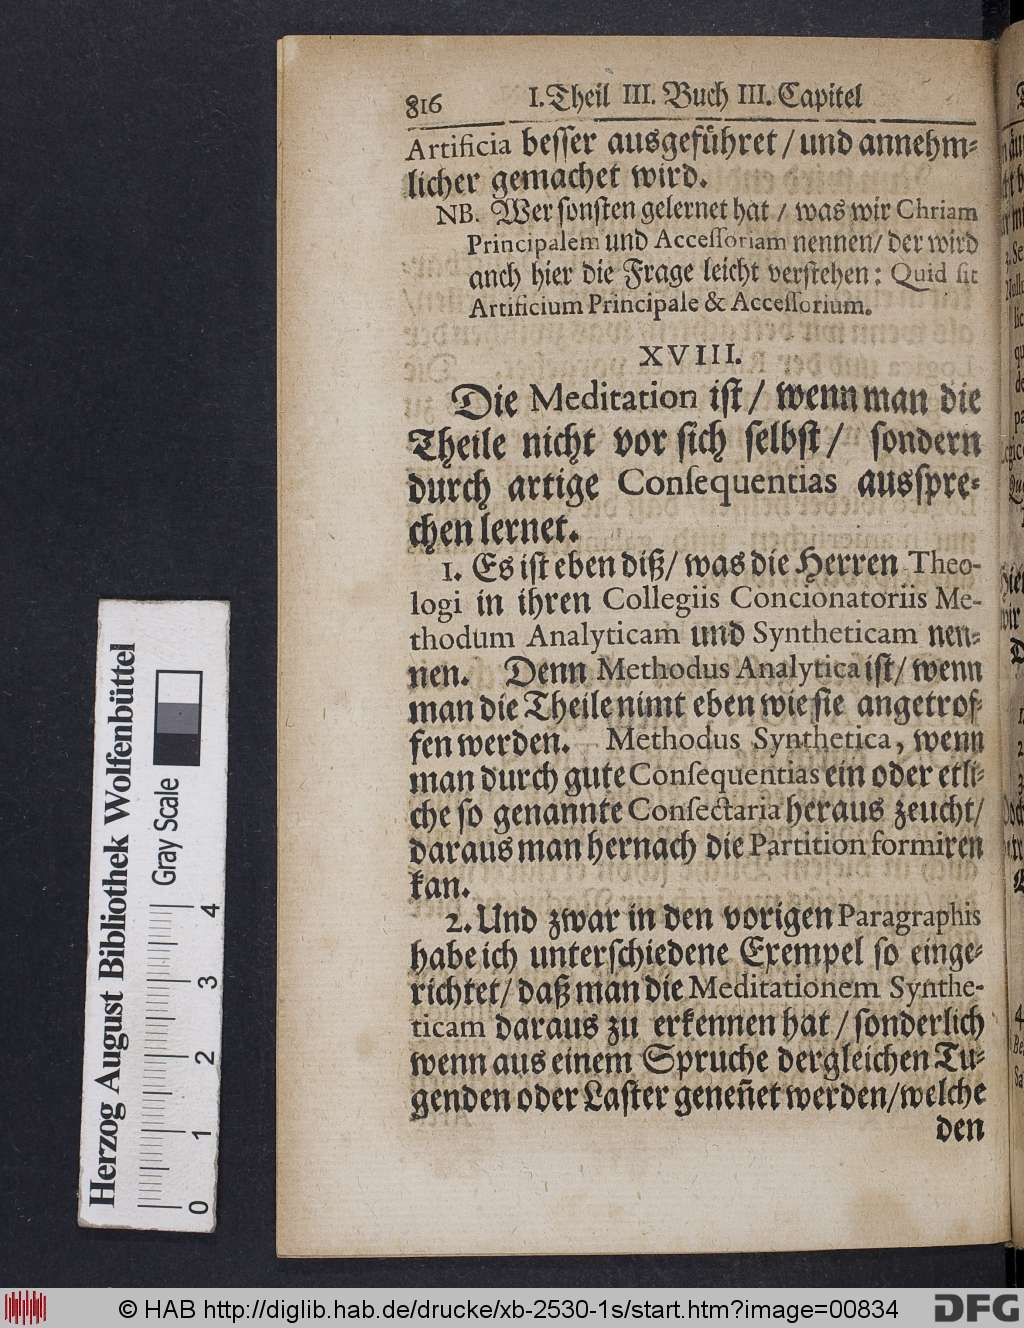 816 I. Theil III. Buch III. Capitel
Artificia besser ausgeführet / und annehm-
licher gemachet wird.
NB. Wer sonsten gelernet hat / was wir Chriam
Principalem und Accessoriam nennen / der wird
auch hier die Frage leicht verstehen: Quid sit
Artificium Principale & Accessorium.
XVIII.
Die Meditation ist / wenn man die
Theile nicht vor sich selbst / sondern
durch artige Consequentias ausspre-
chen lernet.
1. Es ist eben diß / was die Herren Theo-
logi in ihren Collegiis Concionatoriis Me-
thodum Analyticam und Syntheticam nen-
nen. Denn Methodus Analytica ist / wenn
man die Theile nimt eben wie sie angetrof-
fen werden. Methodus Synthetica, wenn
man durch gute Consequentias ein oder etli-
che so genannte Consectaria heraus zeucht /
daraus man hernach die Partition formiren
kan.
2. Und zwar in den vorigen Paragraphis
habe ich unterschiedene Exempel so einge-
richtet / daß man die Meditationem Synthe-
ticam daraus zu erkennen hat / sonderlich
wenn aus einem Spruche dergleichen Tu-
genden oder Laster geneñet werden / welche
den
Herzog August Bibliothek Wolfenbüttel
Gray Scale
0 1 2 3 4
© HAB http://diglib.hab.de/drucke/xb-2530-1s/start.htm?image=00834
DFG